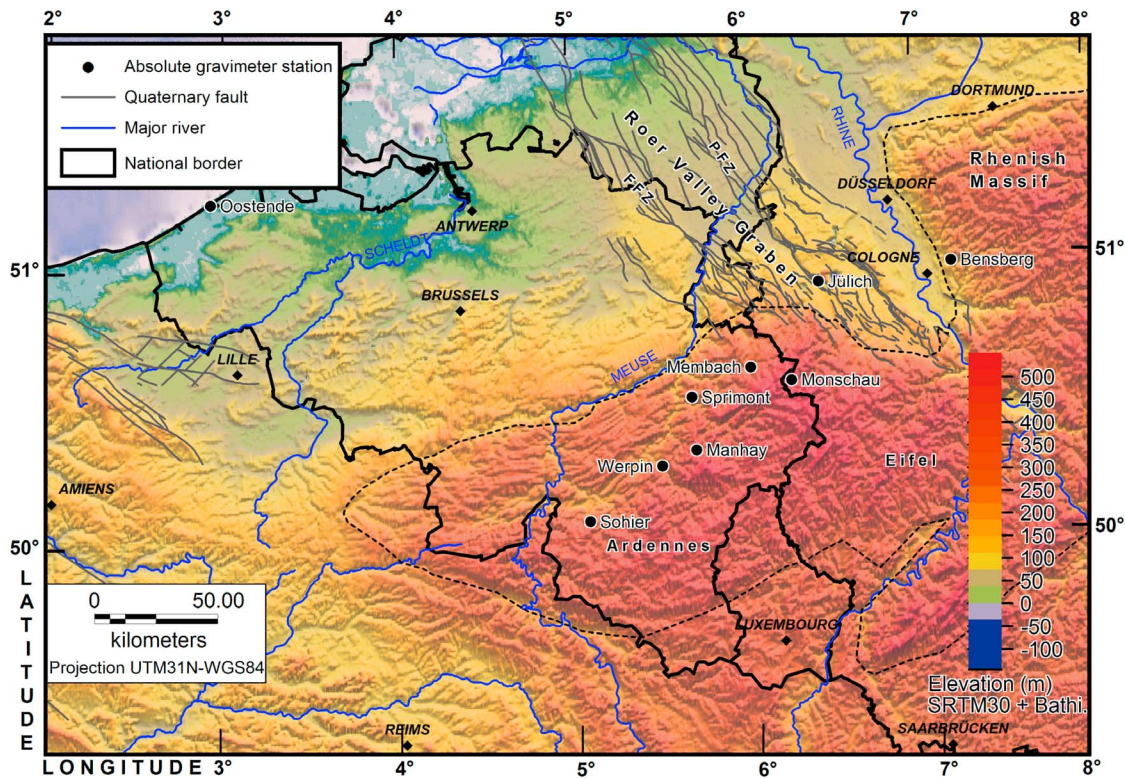 2° 3° 4° 5° 6° 7° 8°
Absolute gravimeter station
Quaternary fault
Major river
National border
DORTMUND
Roer Valley Graben
PFZ
FFZ
RHINE
Rhenish
Massif
DÜSSELDORF
Oostende
ANTWERP
SCHELDT
51°
51°
COLOGNE
Bensberg
Jülich
BRUSSELS
LILLE
MEUSE
Membach
Monschau
Sprimont
Manhay
Werpin
Eifel
AMIENS
Sohier
Ardennes
50°
50°
LUXEMBOURG
500
450
400
350
300
250
200
150
100
50
0
-50
-100
Elevation (m)
SRTM30 + Bathi.
0 50.00
kilometers
Projection UTM31N-WGS84
LATITUDE
REIMS
SAARBRÜCKEN
LONGITUDE
3° 4° 5° 6° 7° 8°